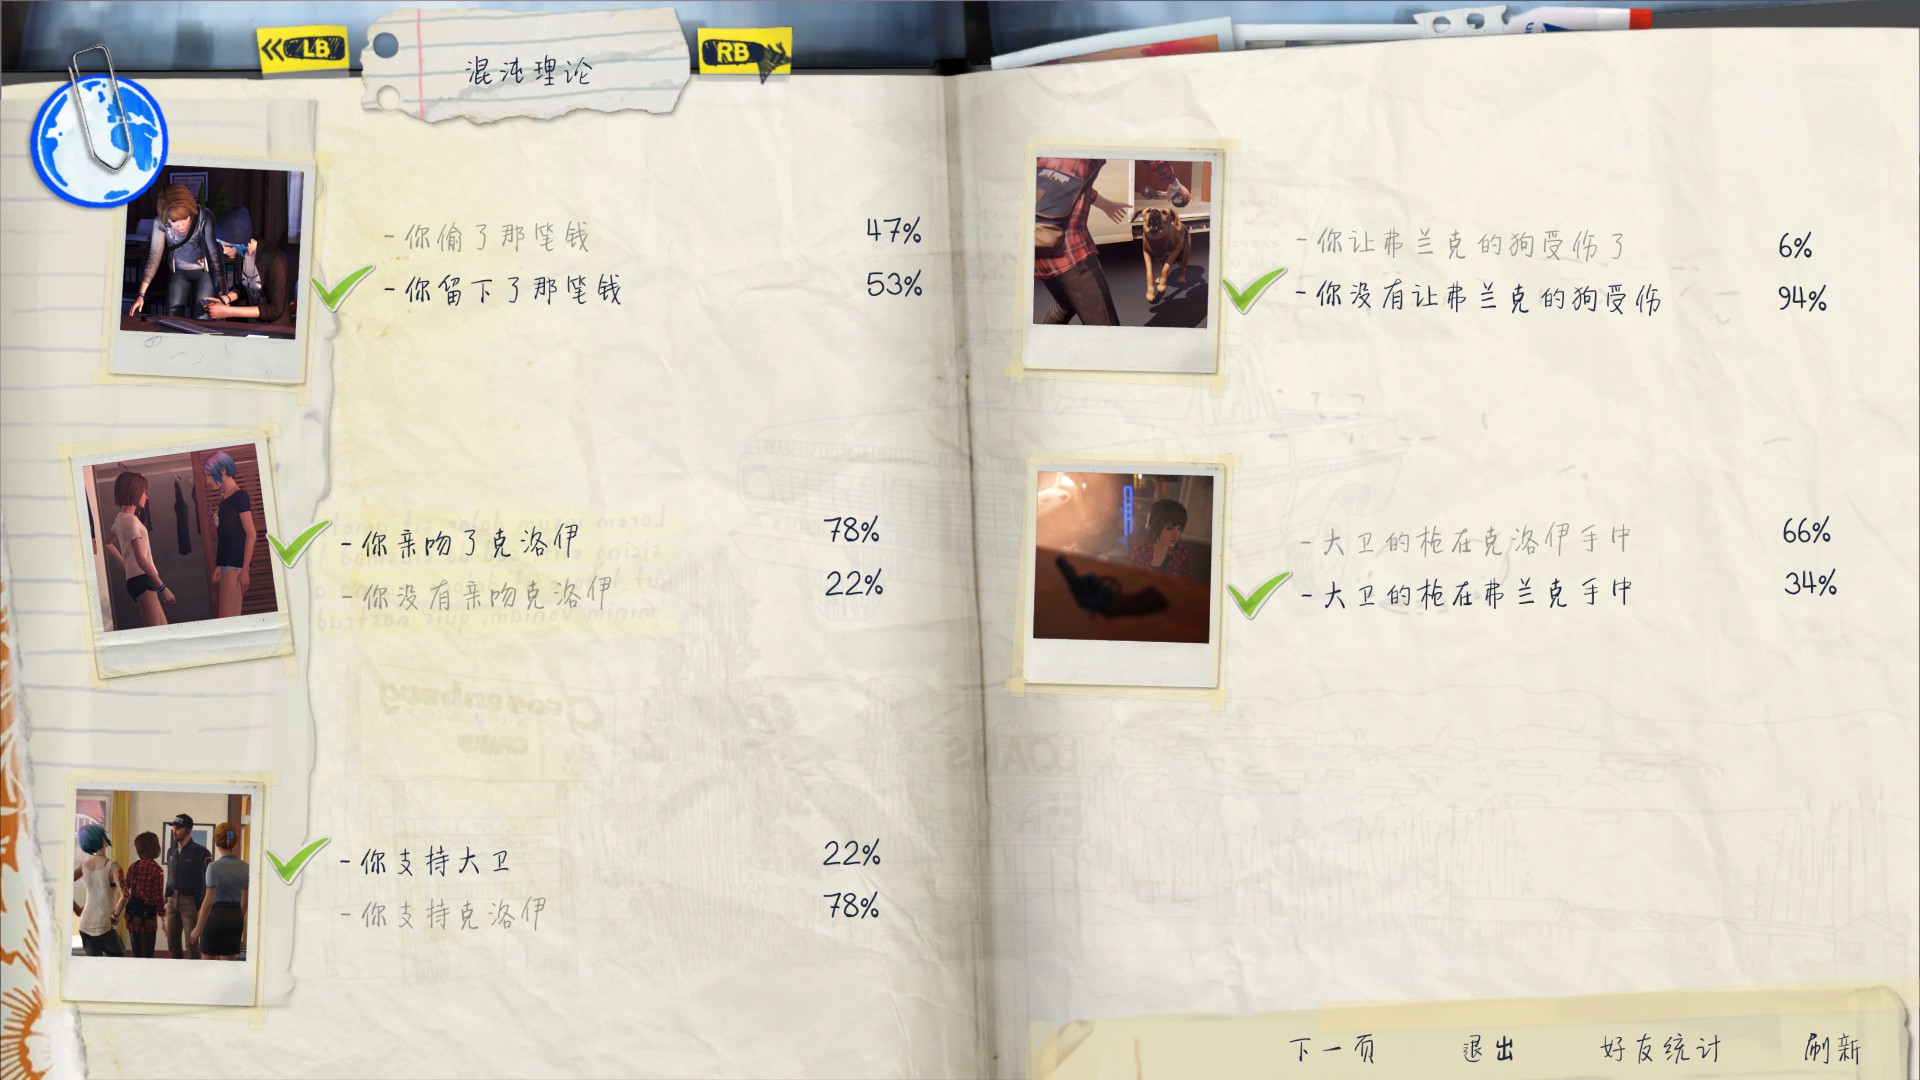 LB
混沌理论
RB
-你偷了那笔钱 47%
-你留下了那笔钱 53%
-你亲吻了克洛伊 78%
-你没有亲吻克洛伊 22%
-你支持大卫 22%
-你支持克洛伊 78%
-你让弗兰克的狗受伤了 6%
-你没有让弗兰克的狗受伤 94%
-大卫的枪在克洛伊手中 66%
-大卫的枪在弗兰克手中 34%
下一页 退出 好友统计 刷新